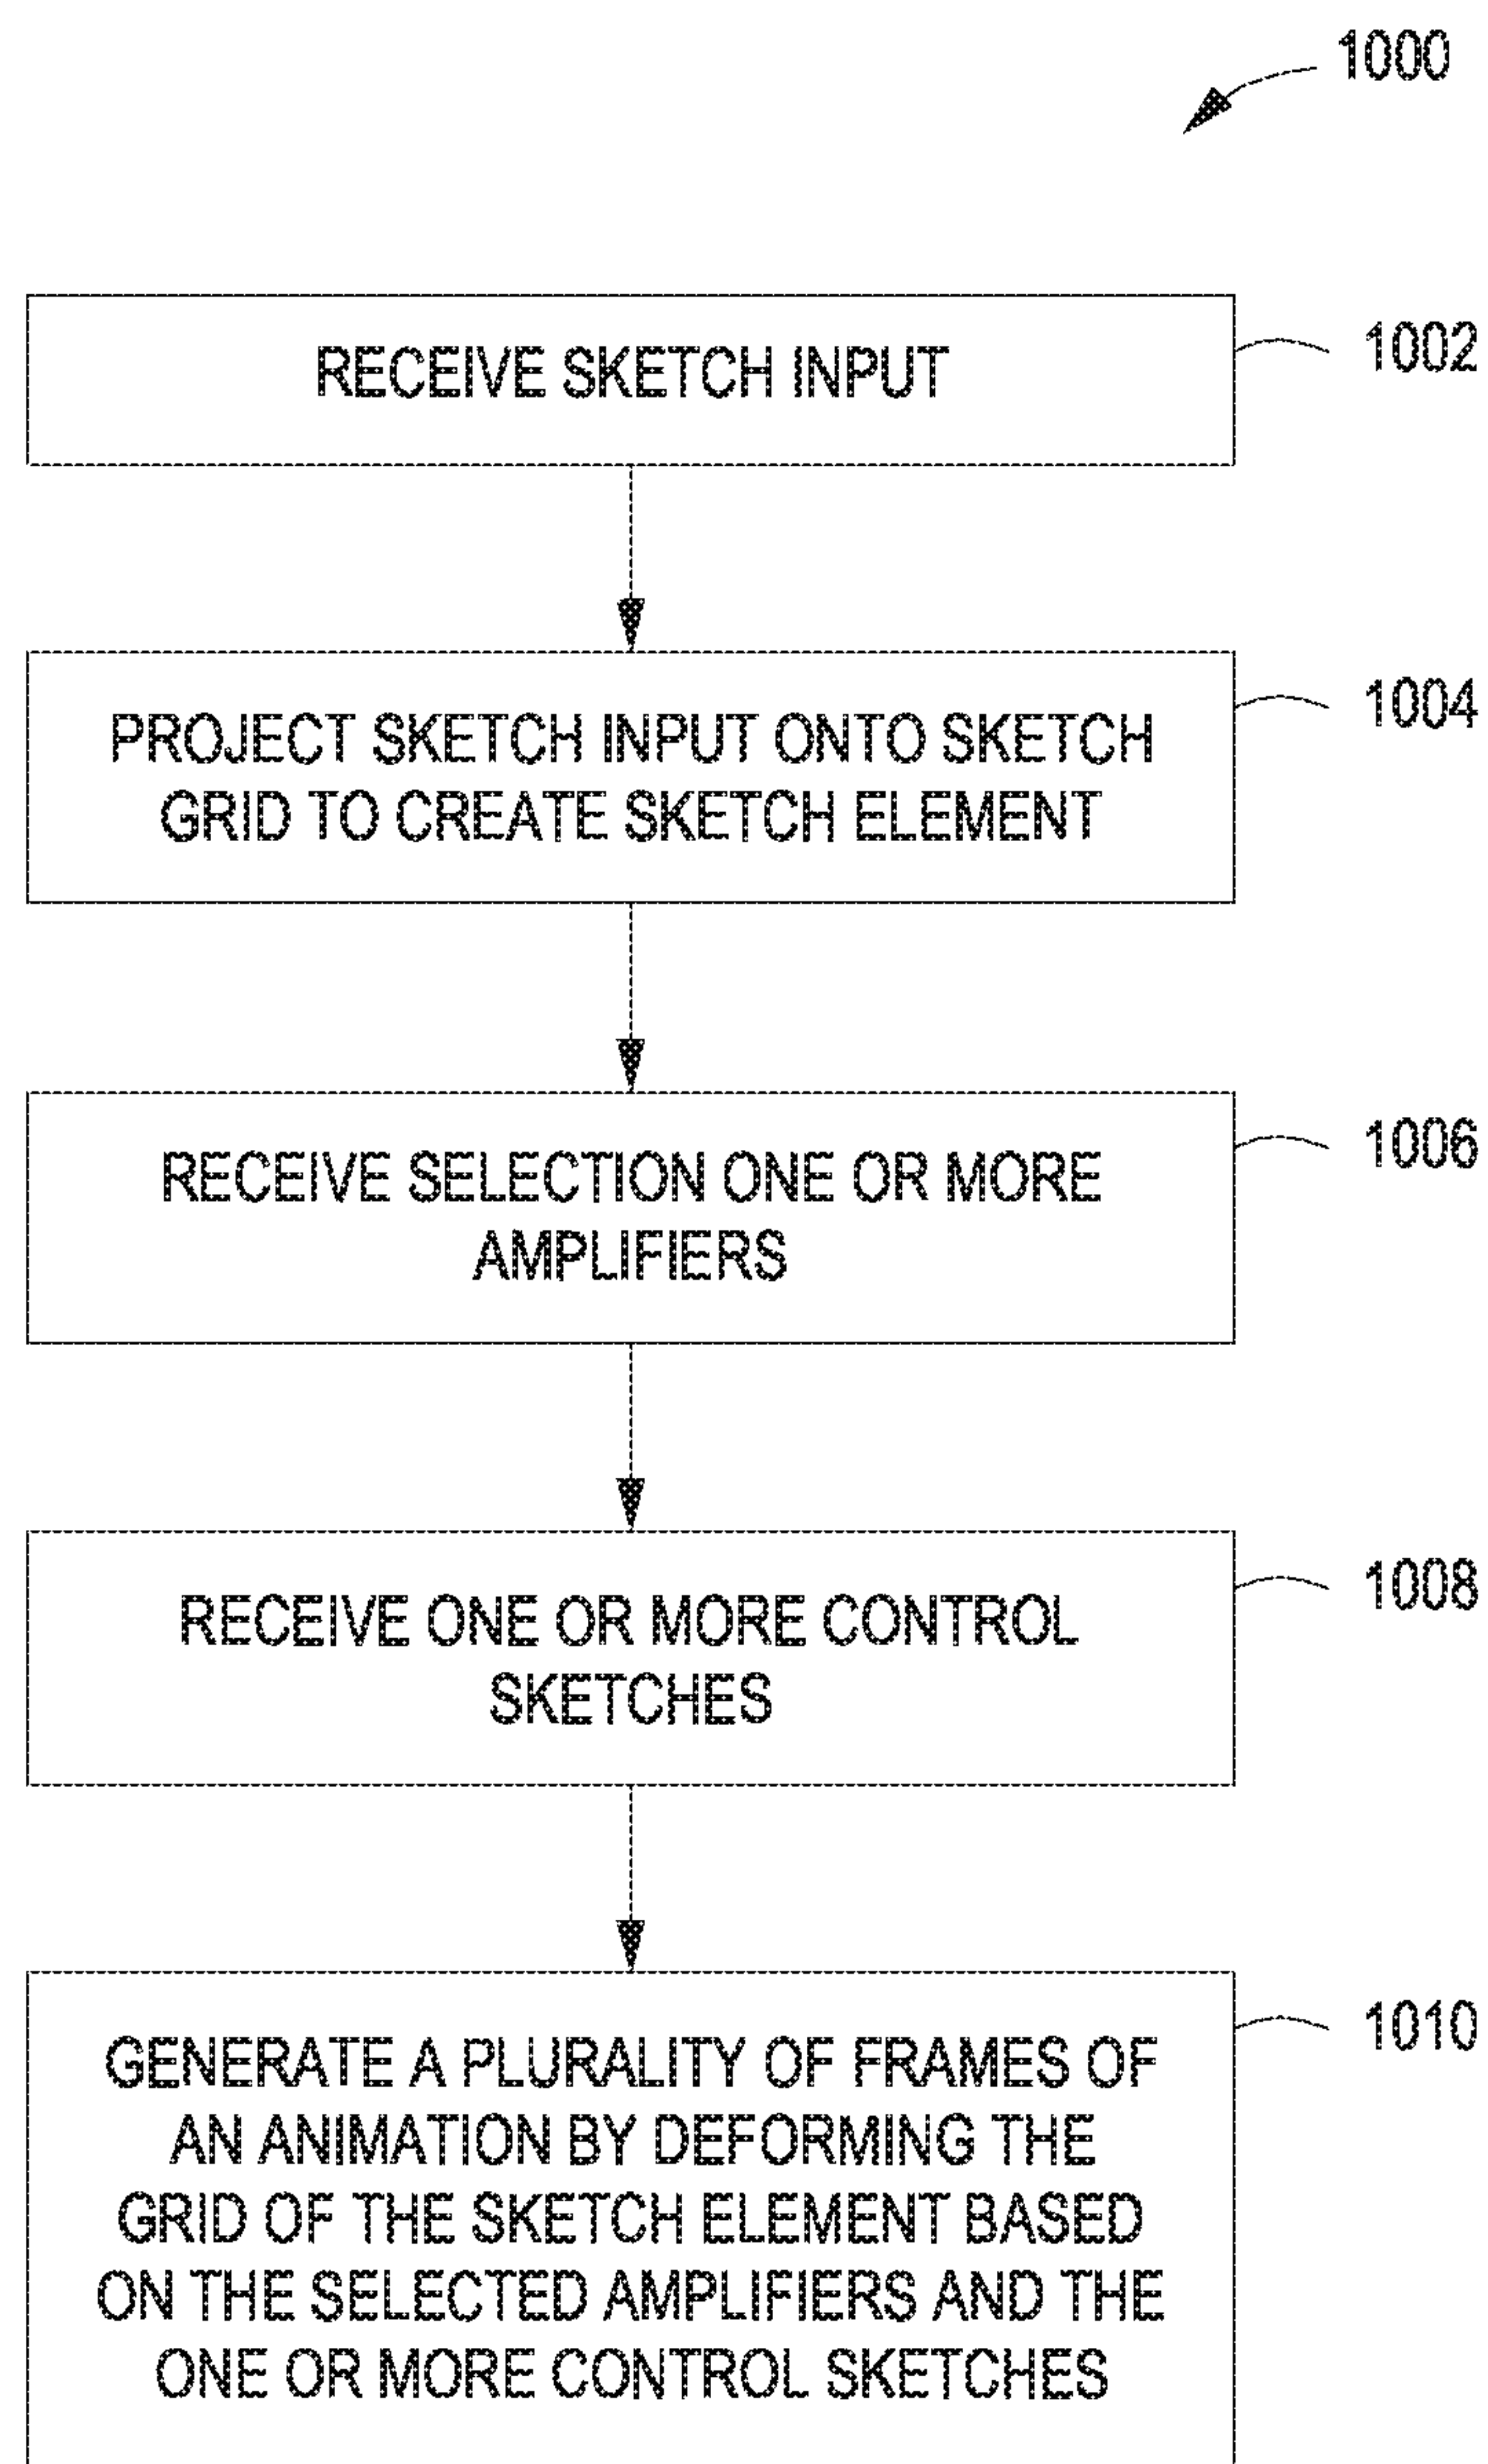 1000
RECEIVE SKETCH INPUT
1002
PROJECT SKETCH INPUT ONTO SKETCH
GRID TO CREATE SKETCH ELEMENT
1004
RECEIVE SELECTION ONE OR MORE
AMPLIFIERS
1006
RECEIVE ONE OR MORE CONTROL
SKETCHES
1008
GENERATE A PLURALITY OF FRAMES OF
AN ANIMATION BY DEFORMING THE
GRID OF THE SKETCH ELEMENT BASED
ON THE SELECTED AMPLIFIERS AND THE
ONE OR MORE CONTROL SKETCHES
1010